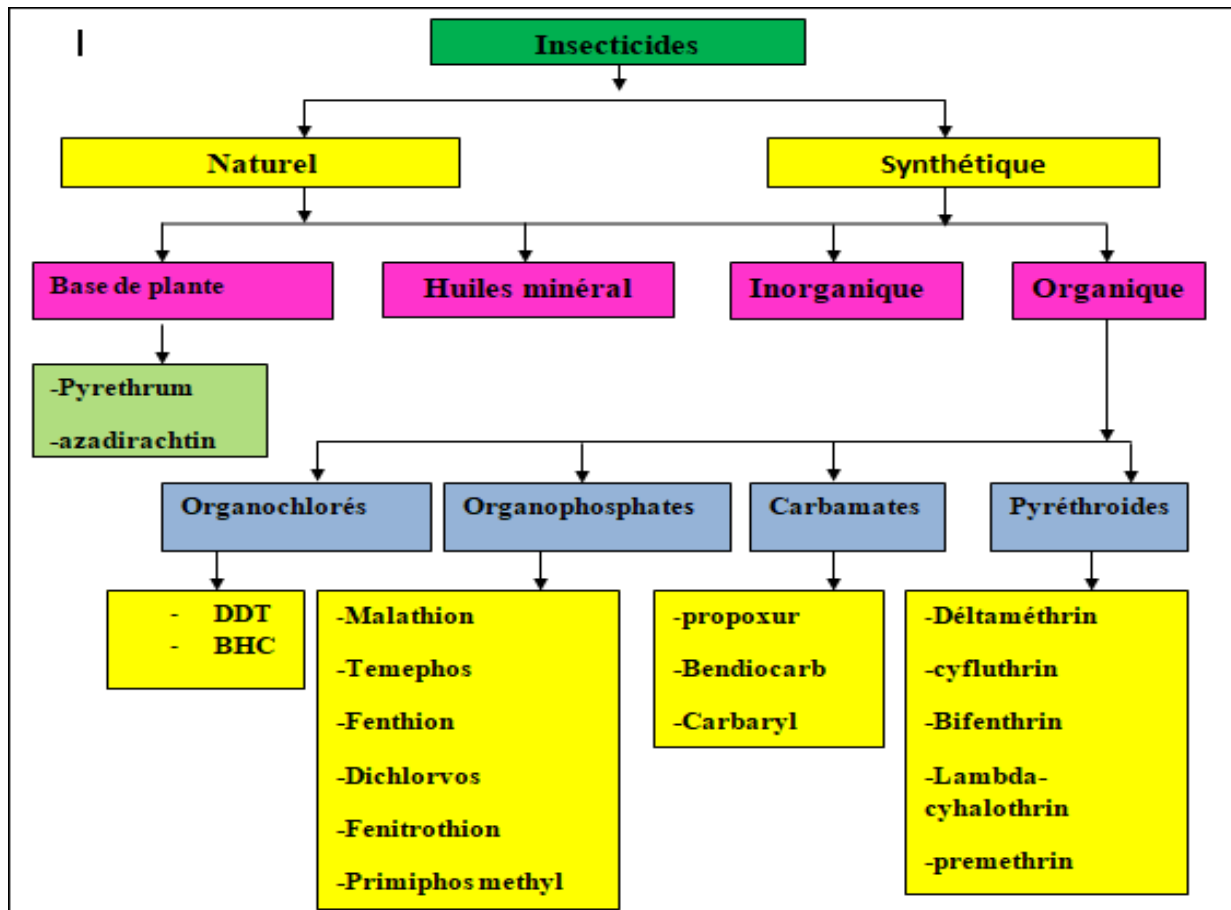 I
Insecticides
Naturel
Synthétique
Base de plante
Huiles minéral
Inorganique
Organique
-Pyrethrum
-azadirachtin
Organochlorés
Organophosphates
Carbamates
Pyréthroides
- DDT
- BHC
-Malathion
-Temephos
-Fenthion
-Dichlorvos
-Fenitrothion
-Primiphos methyl
-propoxur
-Bendiocarb
-Carbaryl
-Déltaméthrin
-cyfluthrin
-Bifenthrin
-Lambda-
cyhalothrin
-premethrin